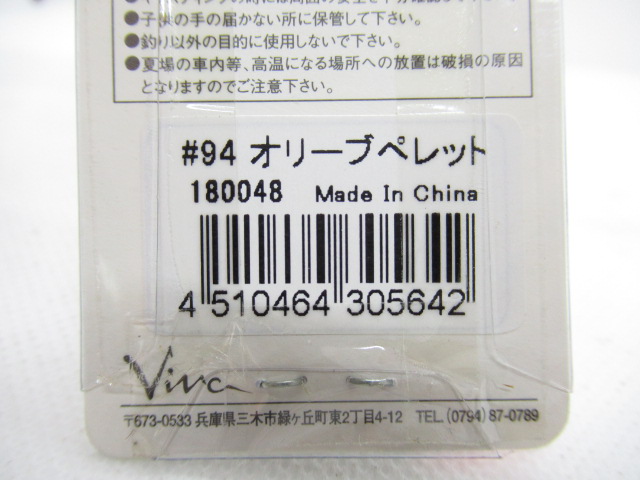 ●子供の手の届かない所に保管して下さい。
●釣り以外の目的に使用しないで下さい。
●夏場の車内等、高温になる場所への放置は破損の原因
となりますのでご注意下さい。
#94 オリーブペレット
180048 Made In China
4 510464 305642
Viva
〒673-0533 兵庫県三木市緑ヶ丘町東2丁目4-12 TEL. (0794) 87-0789